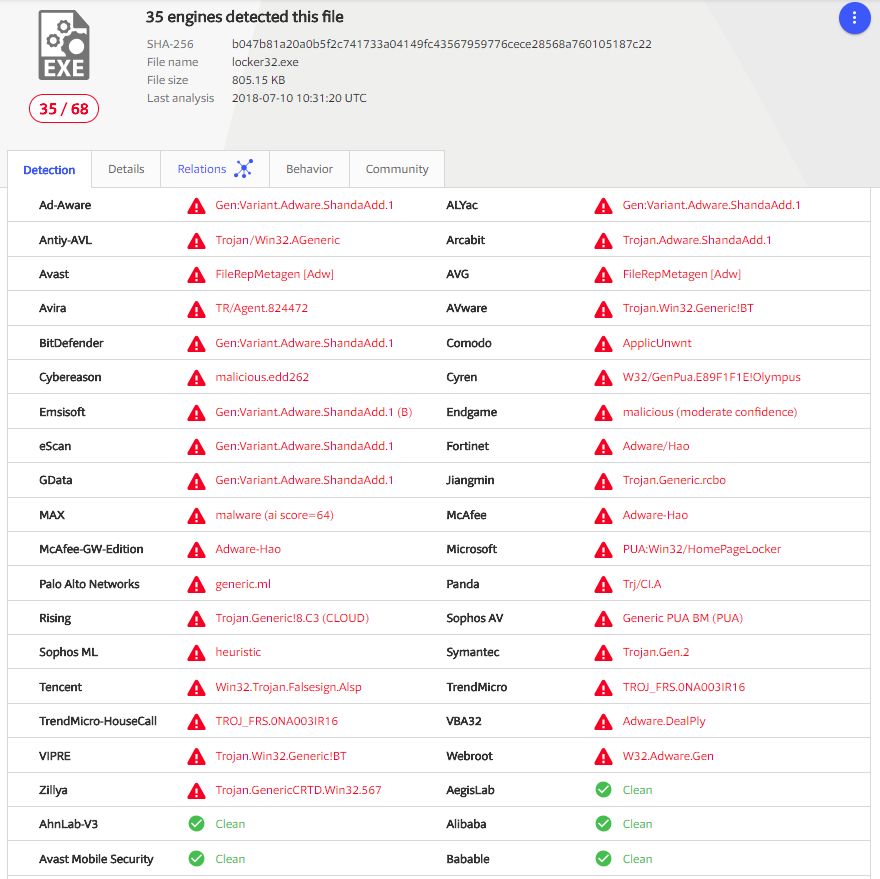 35 engines detected this file
EXE
SHA-256 b047b81a20a0b5f2c741733a04149fc43567959776cece28568a760105187c22
File name locker32.exe
File size 805.15 KB
Last analysis 2018-07-10 10:31:20 UTC
35 / 68
Detection Details Relations Behavior Community
Ad-Aware Gen:Variant.Adware.ShandaAdd.1 ALYac Gen:Variant.Adware.ShandaAdd.1
Antiy-AVL Trojan/Win32.AGeneric Arcabit Trojan.Adware.ShandaAdd.1
Avast FileRepMetagen [Adw] AVG FileRepMetagen [Adw]
Avira TR/Agent.824472 AVware Trojan.Win32.Generic!BT
BitDefender Gen:Variant.Adware.ShandaAdd.1 Comodo ApplicUnwnt
Cybereason malicious.edd262 Cyren W32/GenPua.E89F1F1E!Olympus
Emsisoft Gen:Variant.Adware.ShandaAdd.1 (B) Endgame malicious (moderate confidence)
eScan Gen:Variant.Adware.ShandaAdd.1 Fortinet Adware/Hao
GData Gen:Variant.Adware.ShandaAdd.1 Jiangmin Trojan.Generic.rcbo
MAX malware (ai score=64) McAfee Adware-Hao
McAfee-GW-Edition Adware-Hao Microsoft PUA:Win32/HomePageLocker
Palo Alto Networks generic.ml Panda Trj/CI.A
Rising Trojan.Generic!8.C3 (CLOUD) Sophos AV Generic PUA BM (PUA)
Sophos ML heuristic Symantec Trojan.Gen.2
Tencent Win32.Trojan.Falsesign.Alsp TrendMicro TROJ_FRS.0NA003IR16
TrendMicro-HouseCall TROJ_FRS.0NA003IR16 VBA32 Adware.DealPly
VIPRE Trojan.Win32.Generic!BT Webroot W32.Adware.Gen
Zillya Trojan.GenericCRTD.Win32.567 AegisLab Clean
AhnLab-V3 Clean Alibaba Clean
Avast Mobile Security Clean Babable Clean